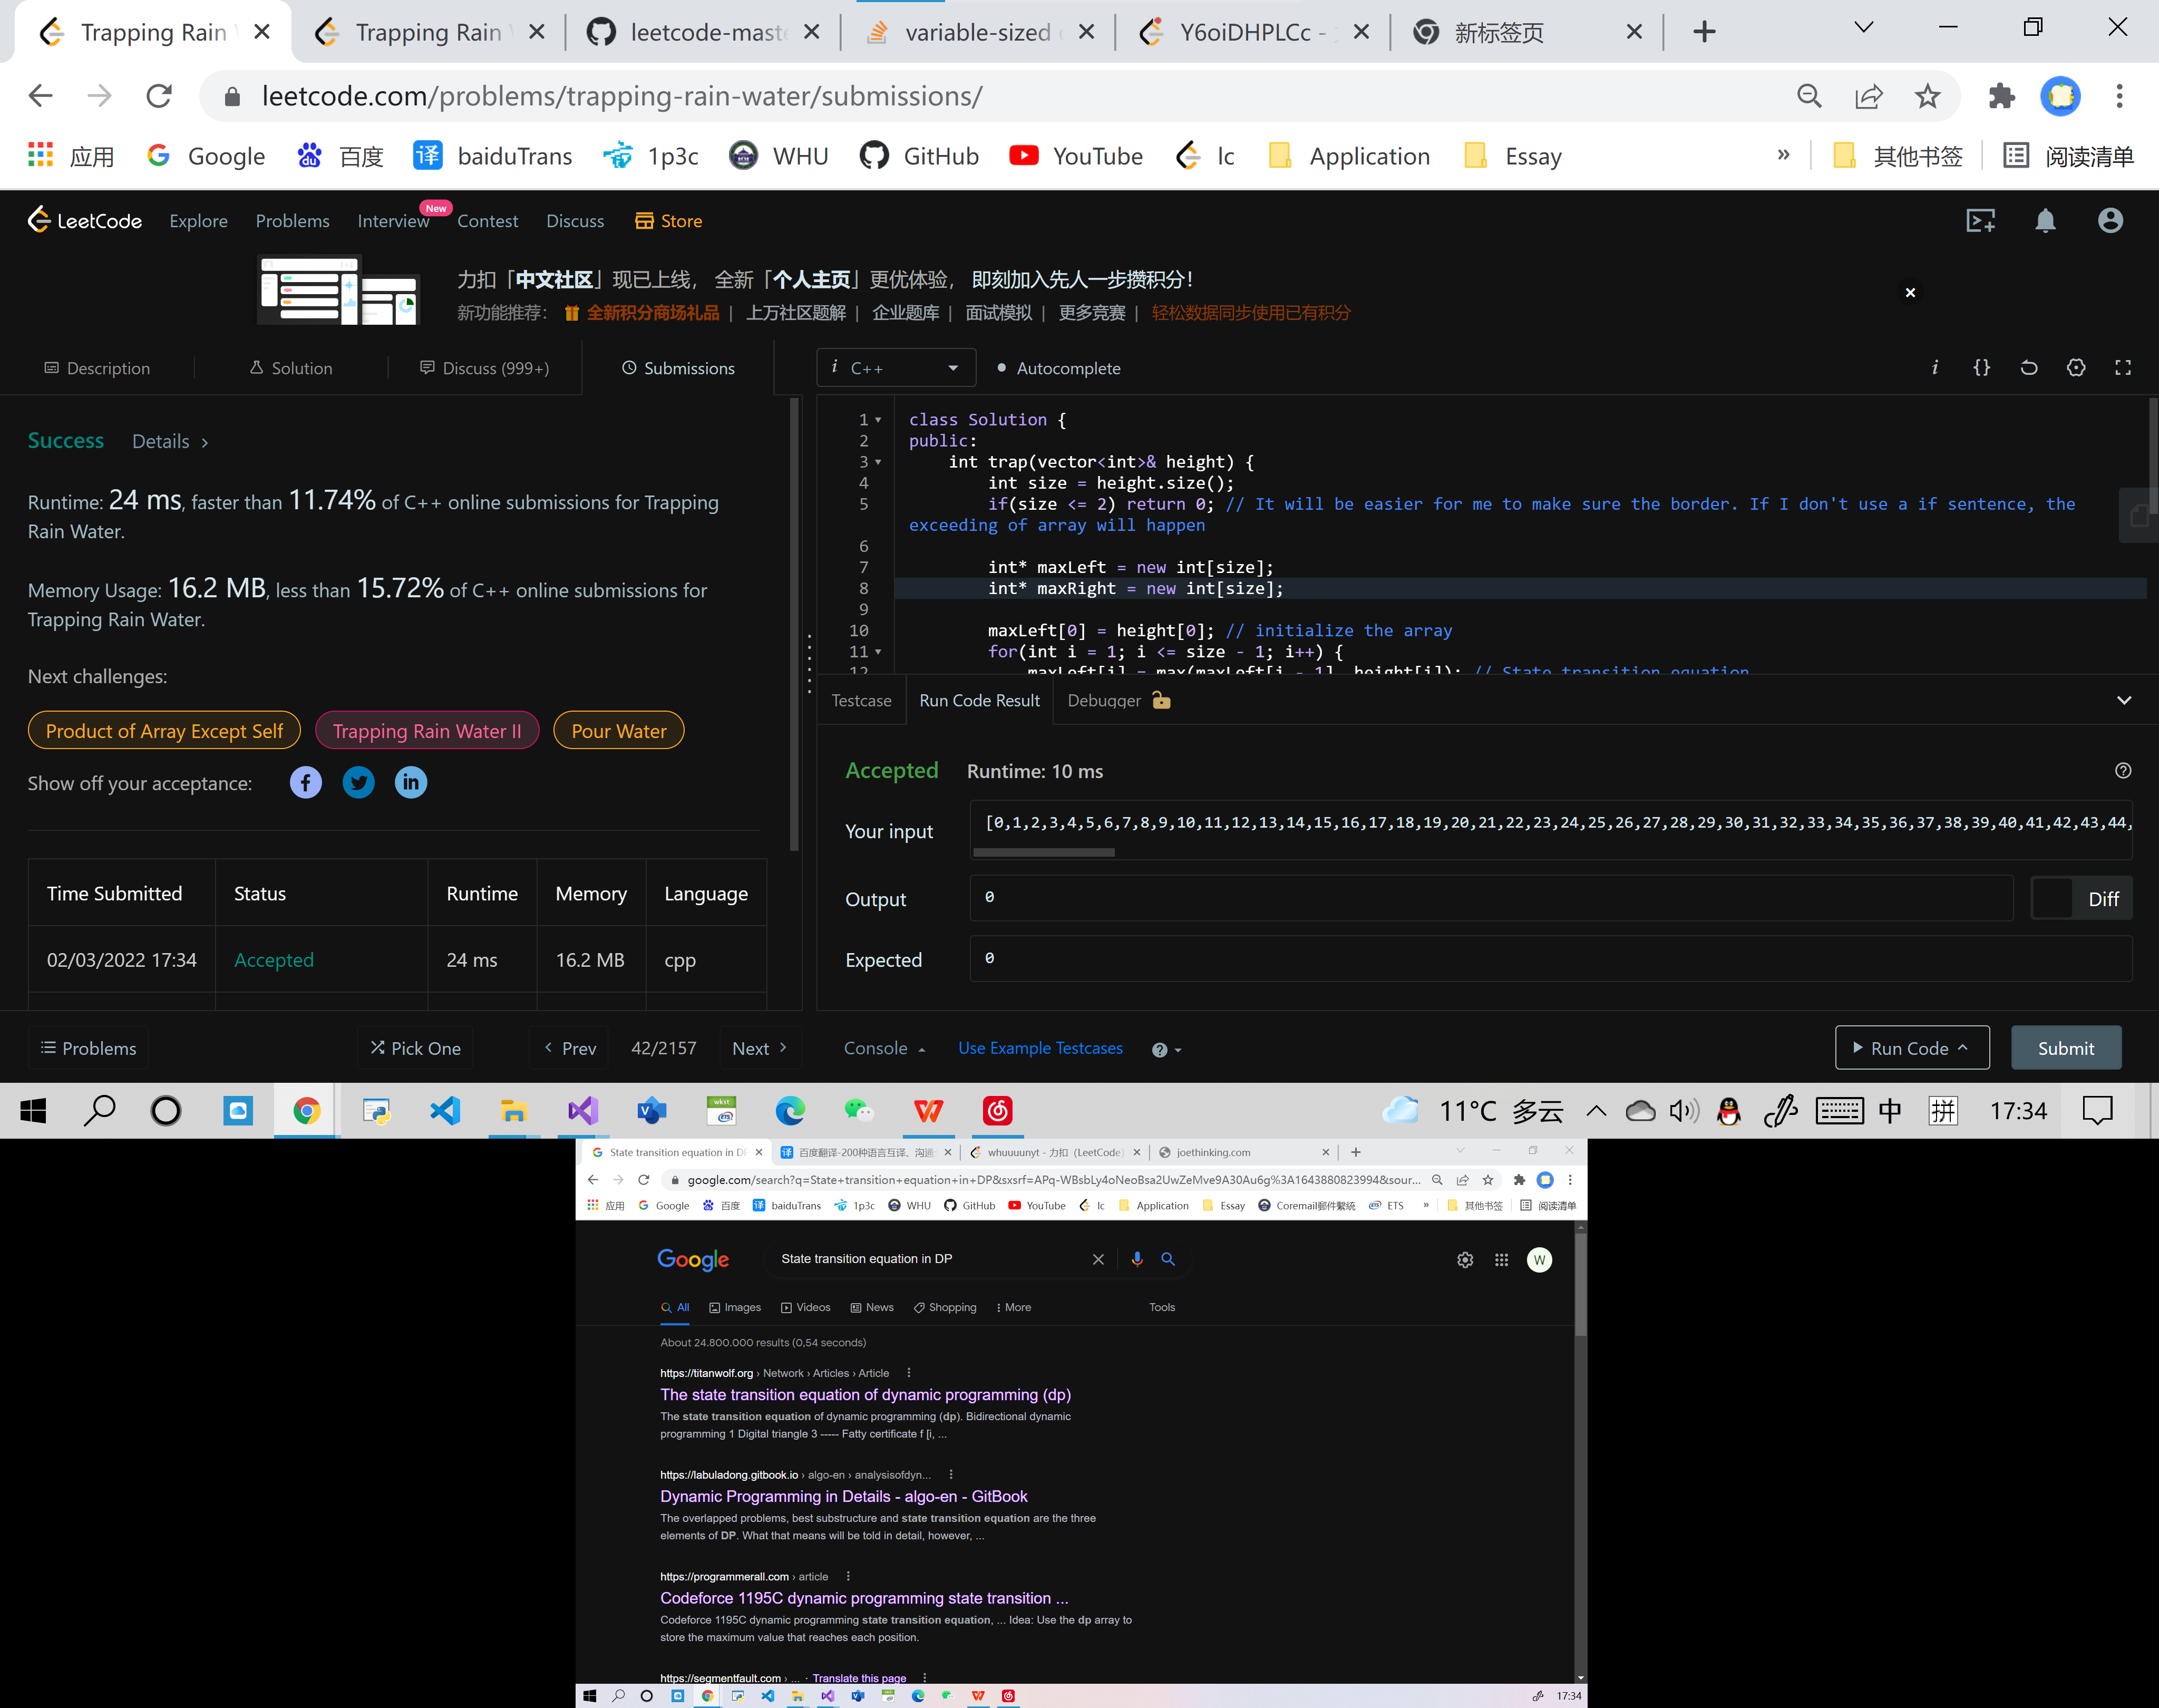 Trapping Rain
Trapping Rain
leetcode-mast
variable-sized
Y6oiDHPLCc -
新标签页
leetcode.com/problems/trapping-rain-water/submissions/
应用 Google 百度 译 baiduTrans 1p3c WHU GitHub YouTube lc Application Essay » 其他书签 阅读清单
LeetCode Explore Problems Interview New Contest Discuss Store
力扣「中文社区」现已上线， 全新「个人主页」更优体验， 即刻加入先人一步攒积分！
新功能推荐： 全新积分商场礼品 | 上万社区题解 | 企业题库 | 面试模拟 | 更多竞赛 | 轻松数据同步使用已有积分
Description Solution Discuss (999+) Submissions
i C++ Autocomplete i {}
Success Details >
Runtime: 24 ms, faster than 11.74% of C++ online submissions for Trapping
Rain Water.
Memory Usage: 16.2 MB, less than 15.72% of C++ online submissions for
Trapping Rain Water.
Next challenges:
Product of Array Except Self Trapping Rain Water II Pour Water
Show off your acceptance:
Time Submitted Status Runtime Memory Language
02/03/2022 17:34 Accepted 24 ms 16.2 MB cpp
1 class Solution {
2 public:
3 int trap(vector<int>& height) {
4 int size = height.size();
5 if(size <= 2) return 0; // It will be easier for me to make sure the border. If I don't use a if sentence, the
exceeding of array will happen
6
7 int* maxLeft = new int[size];
8 int* maxRight = new int[size];
9
10 maxLeft[0] = height[0]; // initialize the array
11 for(int i = 1; i <= size - 1; i++) {
12 maxLeft[i] = max(maxLeft[i - 1], height[i]); // State transition equation
Testcase Run Code Result Debugger
Accepted Runtime: 10 ms
Your input [0,1,2,3,4,5,6,7,8,9,10,11,12,13,14,15,16,17,18,19,20,21,22,23,24,25,26,27,28,29,30,31,32,33,34,35,36,37,38,39,40,41,42,43,44,
Output 0 Diff
Expected 0
Problems Pick One Prev 42/2157 Next Console Use Example Testcases Run Code Submit
11°C 多云 中 拼 17:34
State transition equation in D
百度翻译-200种语言互译、沟通
whuuuunyt - 力扣（LeetCode）
joethinking.com
google.com/search?q=State+transition+equation+in+DP&sxsrf=APq-WBsbLy4oNeoBsa2UwZeMve9A30Au6g%3A1643880823994&sour...
应用 Google 百度 译 baiduTrans 1p3c WHU GitHub YouTube lc Application Essay Coremail郵件繫統 ETS » 其他书签 阅读清单
Google State transition equation in DP W
All Images Videos News Shopping More Tools
About 24.800.000 results (0,54 seconds)
https://titanwolf.org › Network › Articles › Article
The state transition equation of dynamic programming (dp)
The state transition equation of dynamic programming (dp). Bidirectional dynamic
programming 1 Digital triangle 3 ----- Fatty certificate f [i, ...
https://labuladong.gitbook.io › algo-en › analysisofdyn...
Dynamic Programming in Details - algo-en - GitBook
The overlapped problems, best substructure and state transition equation are the three
elements of DP. What that means will be told in detail, however, ...
https://programmerall.com › article
Codeforce 1195C dynamic programming state transition ...
Codeforce 1195C dynamic programming state transition equation, ... Idea: Use the dp array to
store the maximum value that reaches each position.
https://segmentfault.com › ... · Translate this page
17:34